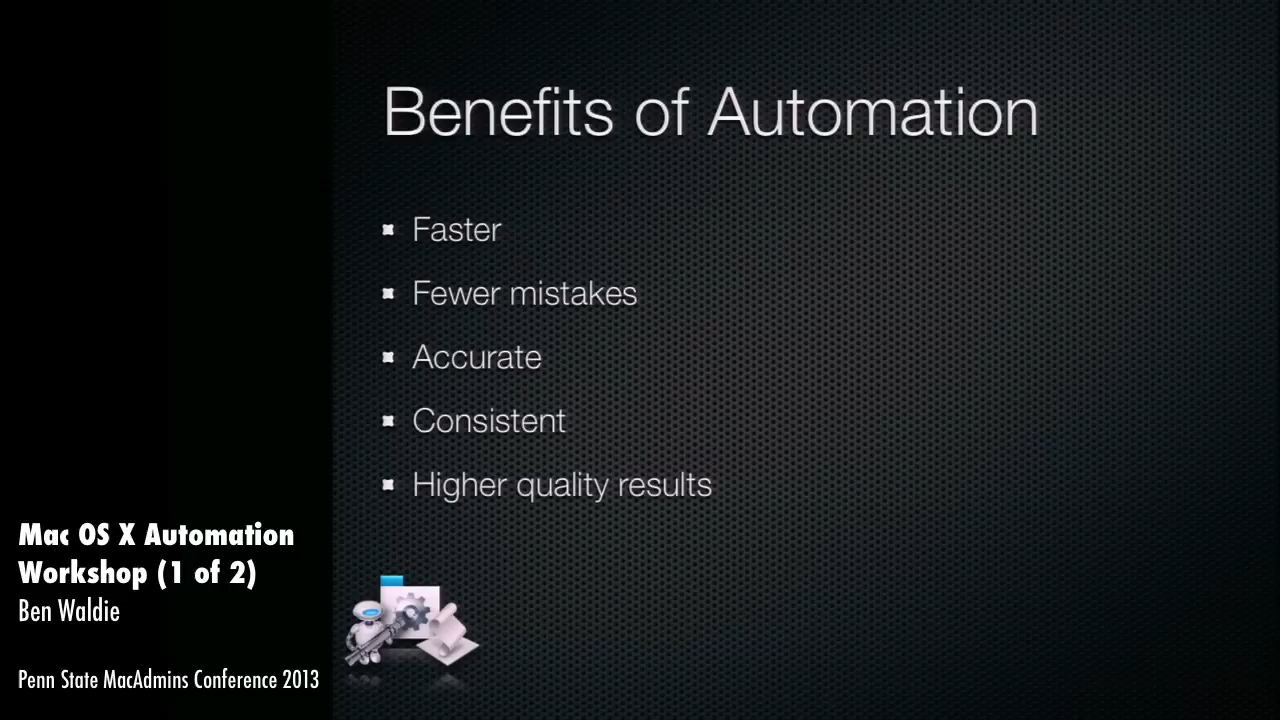 Benefits of Automation
Faster
Fewer mistakes
Accurate
Consistent
Higher quality results
Mac OS X Automation
Workshop (1 of 2)
Ben Waldie
Penn State MacAdmins Conference 2013